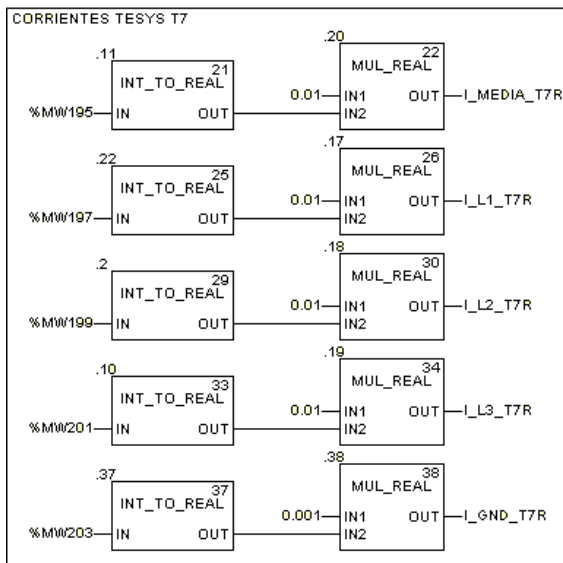 CORRIENTES TESYS T7
.11 .20
21 22
INT_TO_REAL MUL_REAL
0.01 IN1 OUT I_MEDIA_T7R
%MW195 IN OUT IN2
.22 .17
25 26
INT_TO_REAL MUL_REAL
0.01 IN1 OUT I_L1_T7R
%MW197 IN OUT IN2
.2 .18
29 30
INT_TO_REAL MUL_REAL
0.01 IN1 OUT I_L2_T7R
%MW199 IN OUT IN2
.10 .19
33 34
INT_TO_REAL MUL_REAL
0.01 IN1 OUT I_L3_T7R
%MW201 IN OUT IN2
.37 .38
37 38
INT_TO_REAL MUL_REAL
0.001 IN1 OUT I_GND_T7R
%MW203 IN OUT IN2